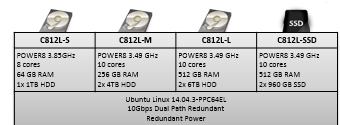 SSD
C812L-S C812L-M C812L-L C812L-SSD
POWER8 3.85GHz POWER8 3.49 GHz POWER8 3.49 GHz POWER8 3.49 GHz
8 cores 10 cores 10 cores 10 cores
64 GB RAM 256 GB RAM 512 GB RAM 512 GB RAM
1x 1TB HDD 2x 4TB HDD 2x 6TB HDD 2x 960 GB SSD
Ubuntu Linux 14.04.3-PPC64EL
10Gbps Dual Path Redundant
Redundant Power